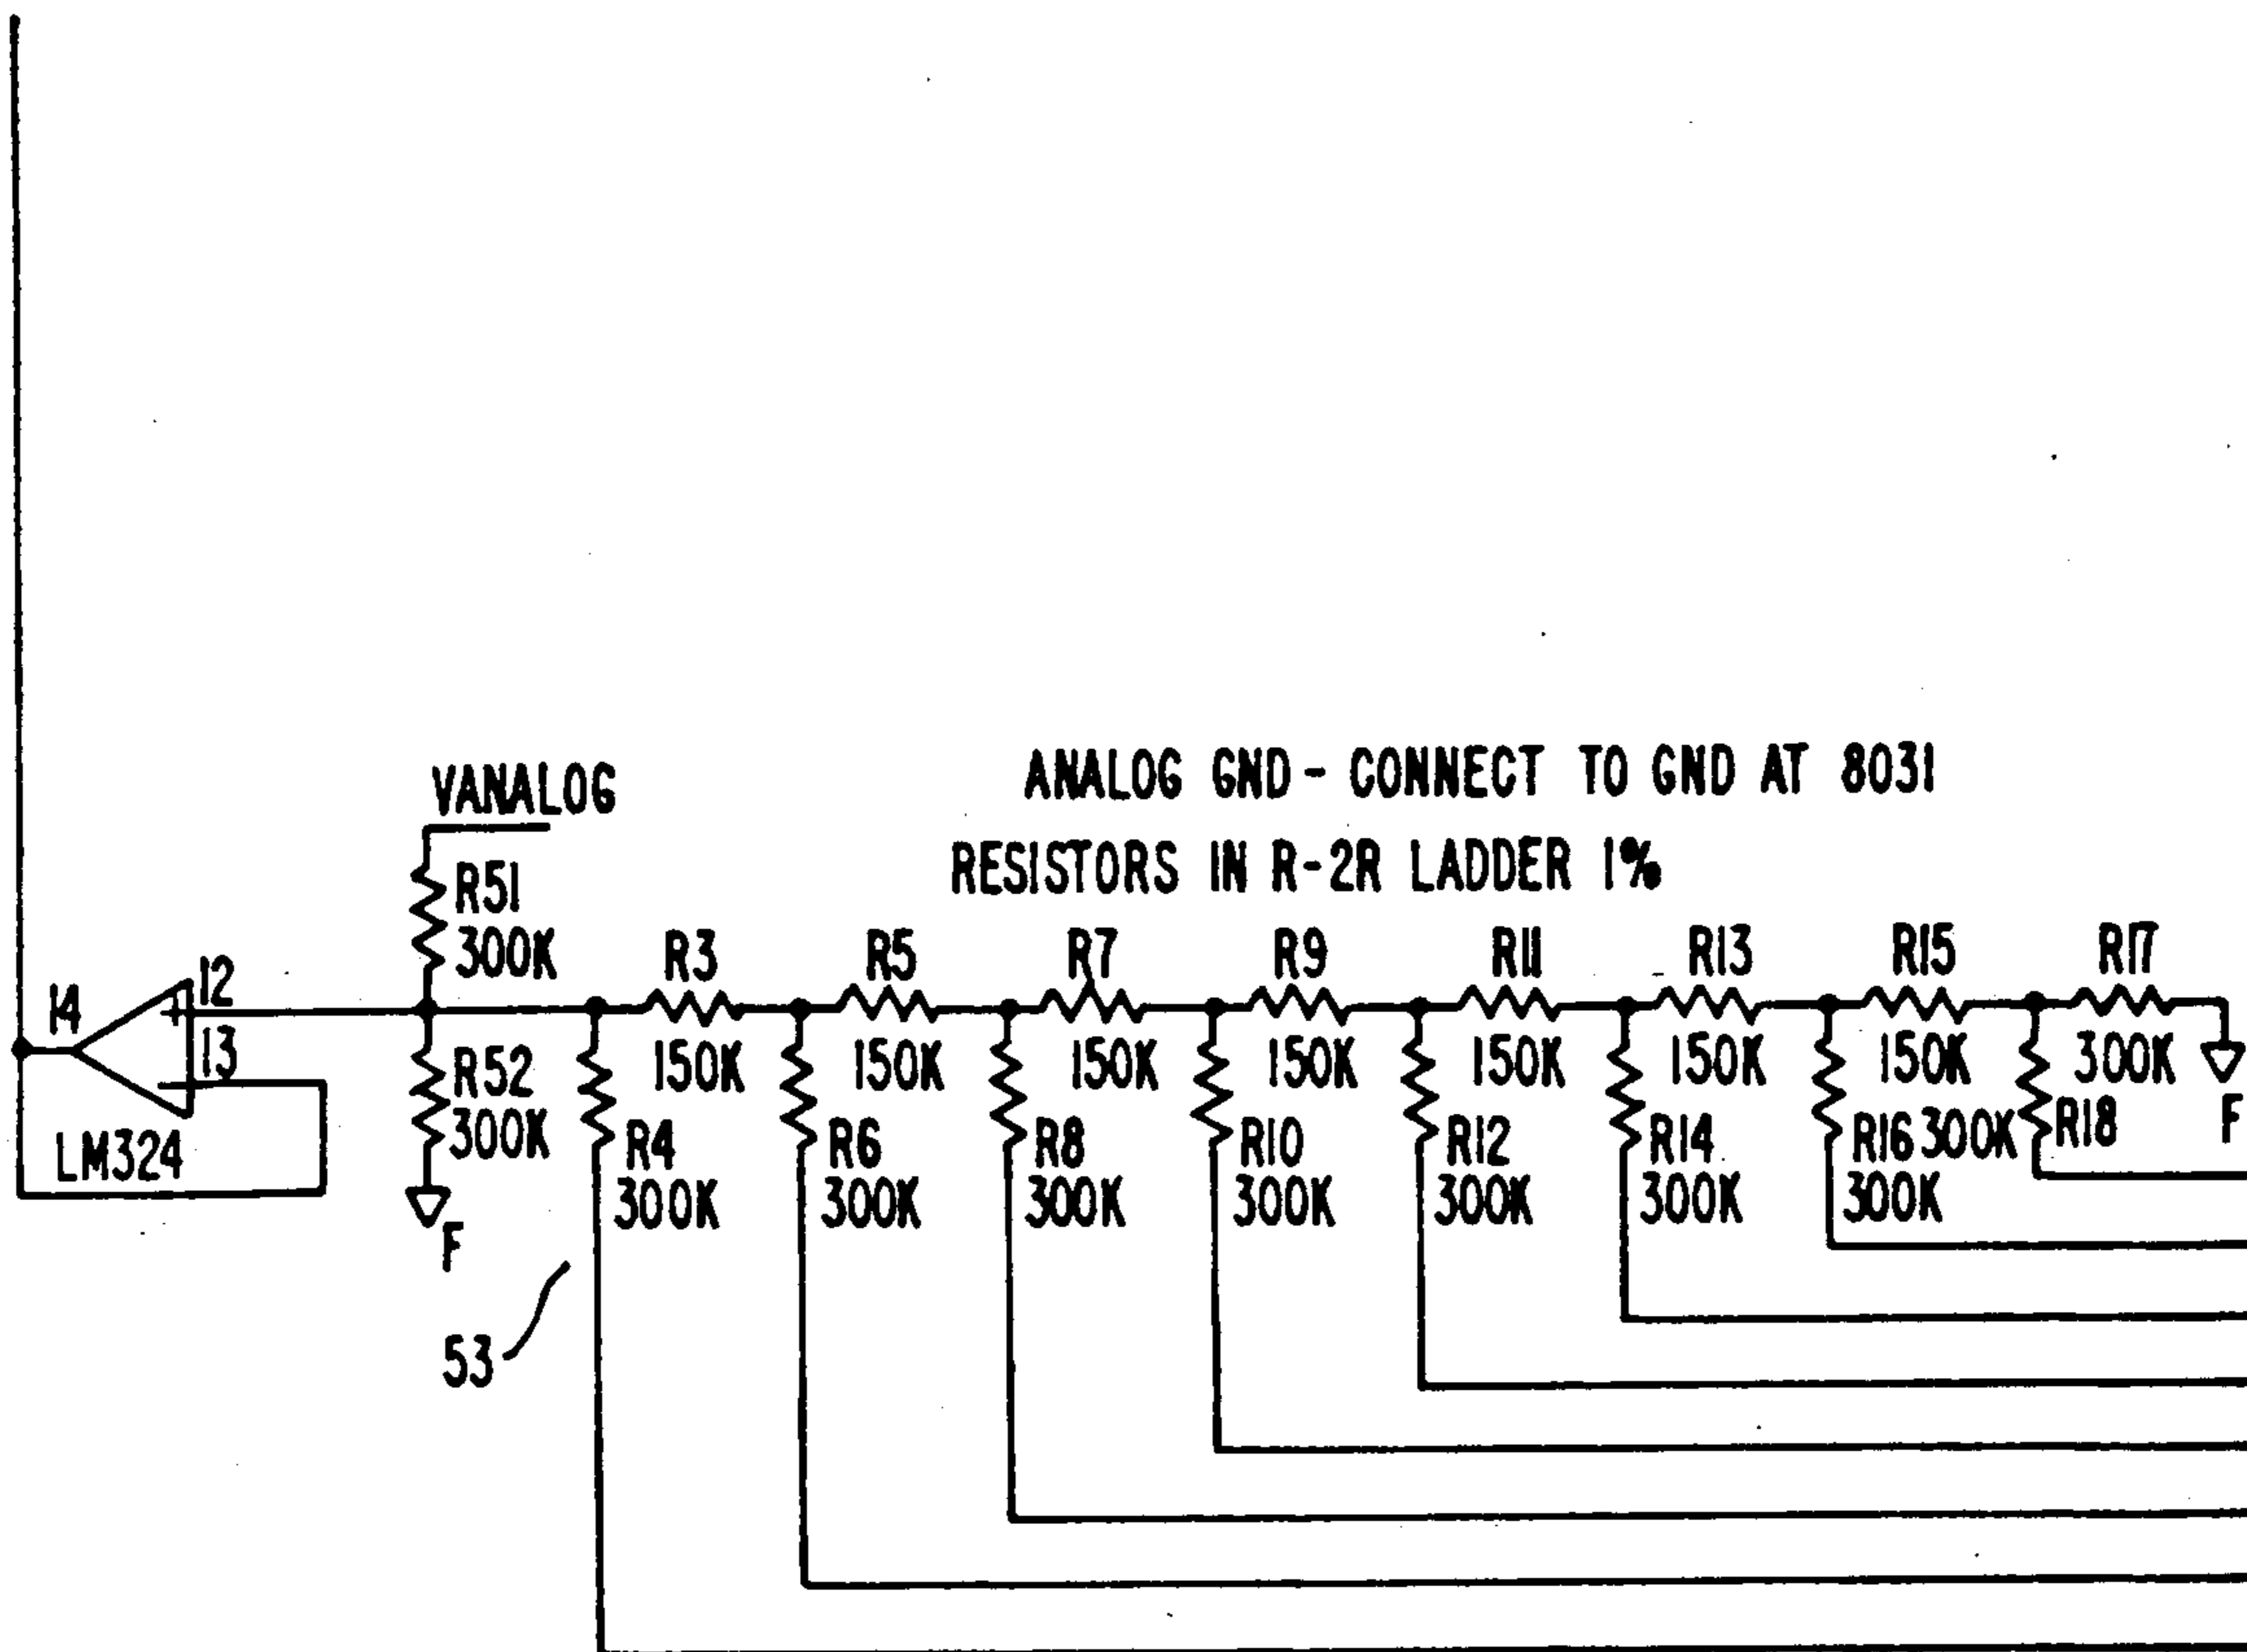 VANALOG
ANALOG GND - CONNECT TO GND AT 8031
RESISTORS IN R-2R LADDER 1%
R51
300K
R3
R5
R7
R9
R11
R13
R15
R17
12
14
13
LM324
R52
300K
150K
150K
150K
150K
150K
150K
150K
300K
R4
300K
R6
300K
R8
300K
R10
300K
R12
300K
R14
300K
R16
300K
300K
R18
F
F
53